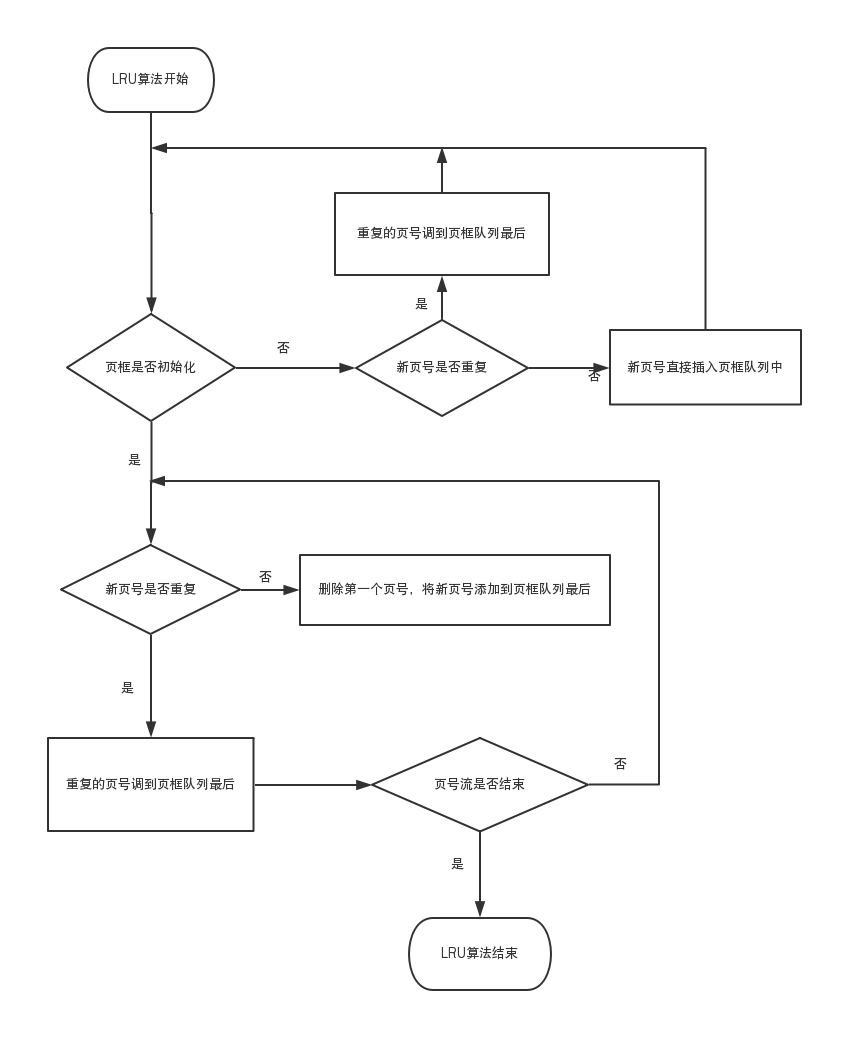 LRU算法开始
重复的页号调到页框队列最后
是
页框是否初始化
否
新页号是否重复
否
新页号直接插入页框队列中
是
新页号是否重复
否
删除第一个页号，将新页号添加到页框队列最后
是
重复的页号调到页框队列最后
页号流是否结束
否
是
LRU算法结束